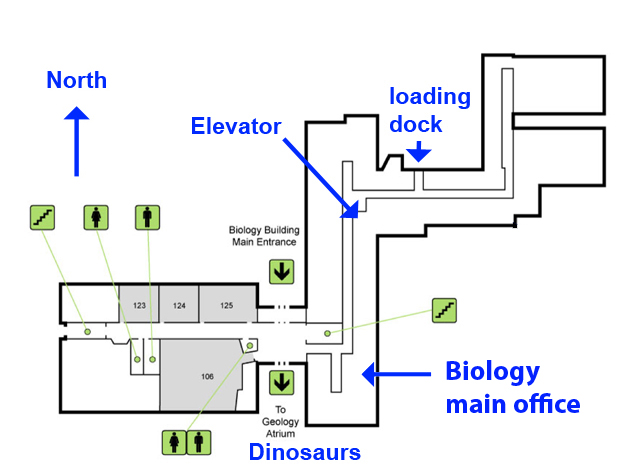 North
loading
dock
Elevator
Biology Building
Main Entrance
123
124
125
106
Biology
main office
To
Geology
Atrium
Dinosaurs